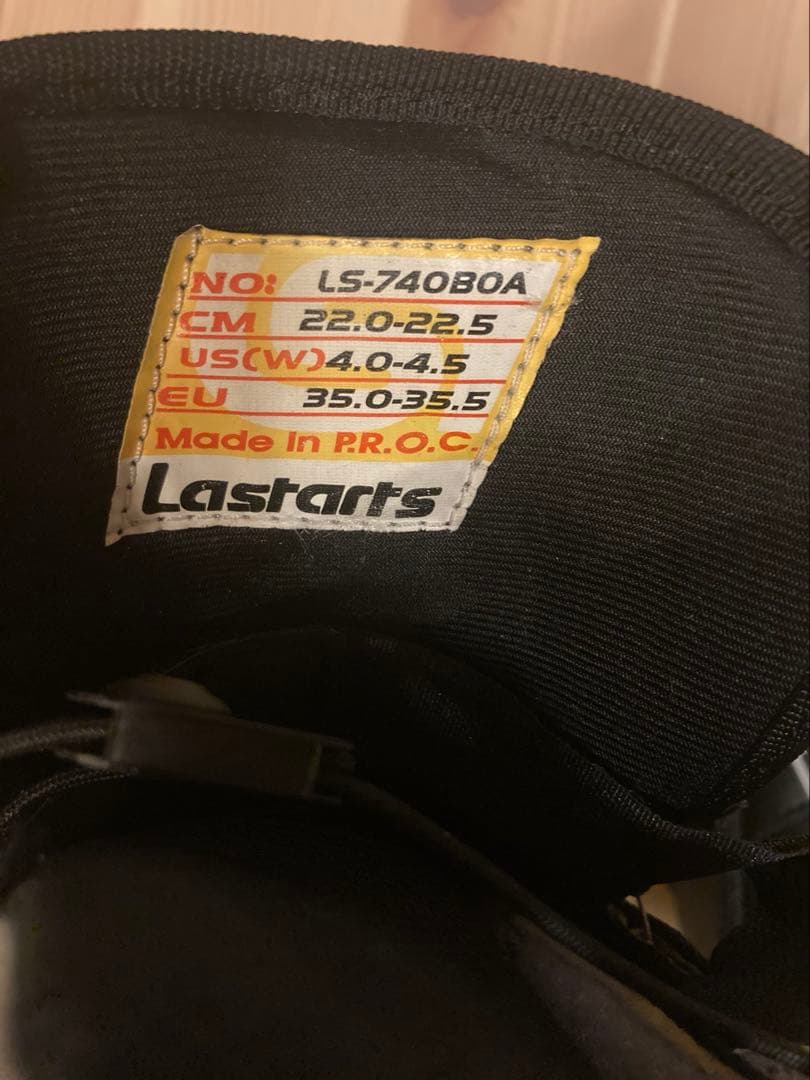 NO: LS-740BOA
CM 22.0-22.5
US(W)4.0-4.5
EU 35.0-35.5
Made In P.R.O.C.
Lastarts